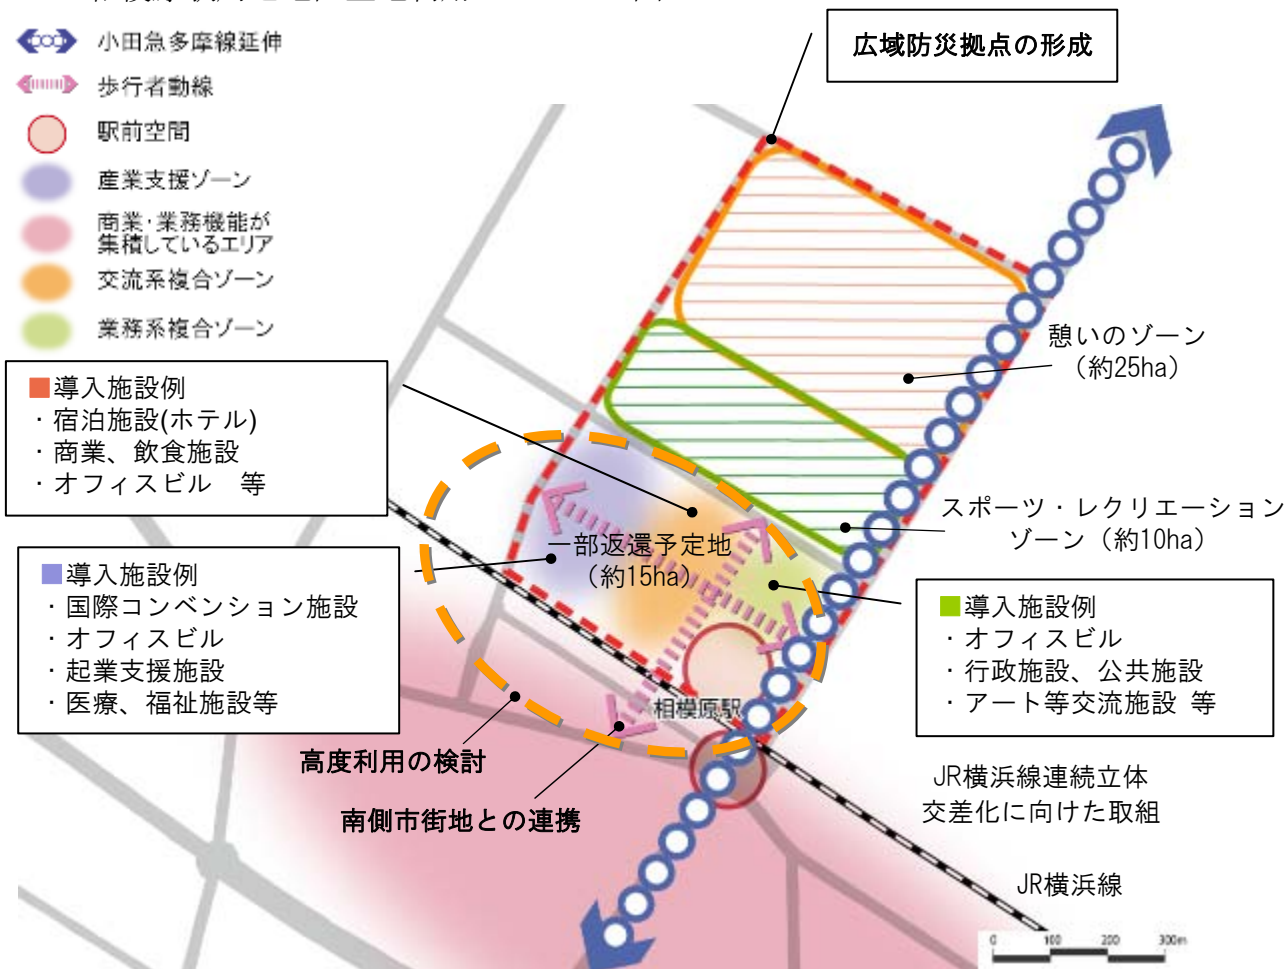 小田急多摩線延伸
歩行者動線
駅前空間
産業支援ゾーン
商業･業務機能が
集積しているエリア
交流系複合ゾーン
業務系複合ゾーン
広域防災拠点の形成
憩いのゾーン
（約25ha）
■導入施設例
・宿泊施設(ホテル)
・商業、飲食施設
・オフィスビル　等
スポーツ・レクリエーション
ゾーン（約10ha）
一部返還予定地
（約15ha）
■導入施設例
・国際コンベンション施設
・オフィスビル
・起業支援施設
・医療、福祉施設等
■導入施設例
・オフィスビル
・行政施設、公共施設
・アート等交流施設 等
相模原駅
高度利用の検討
南側市街地との連携
JR横浜線連続立体
交差化に向けた取組
JR横浜線
0 100 200 300m